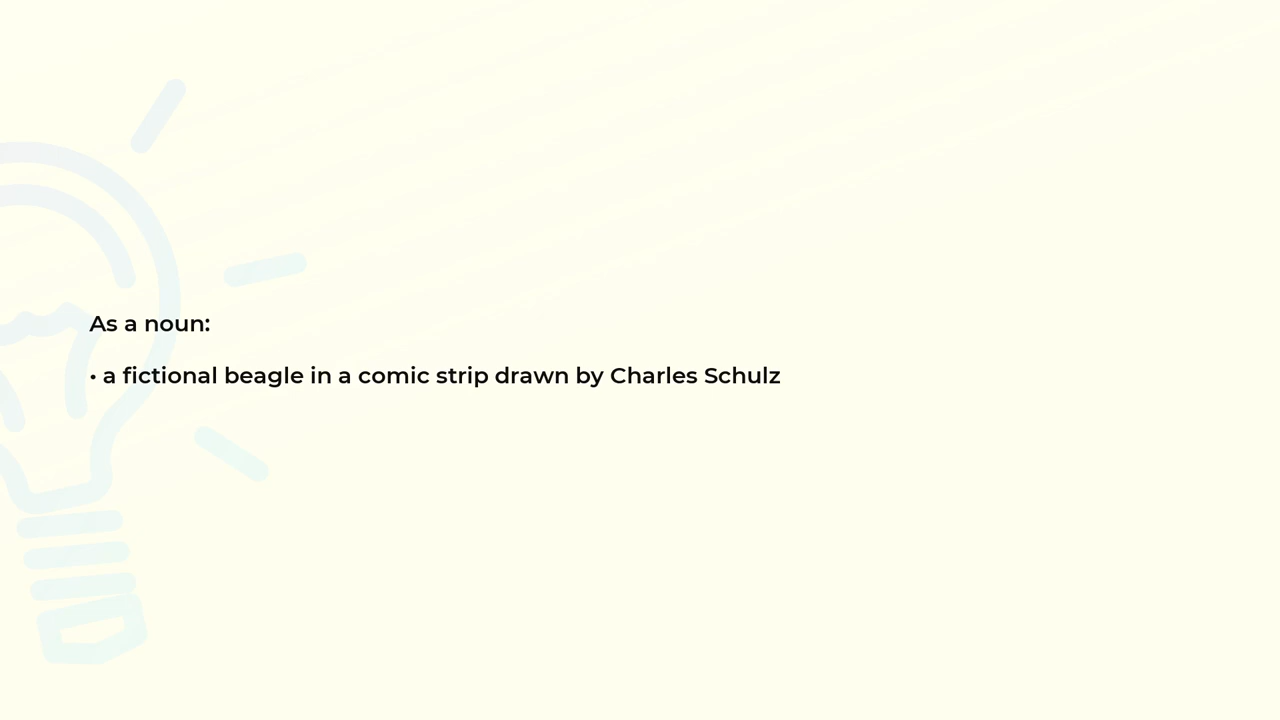 As a noun:
• a fictional beagle in a comic strip drawn by Charles Schulz